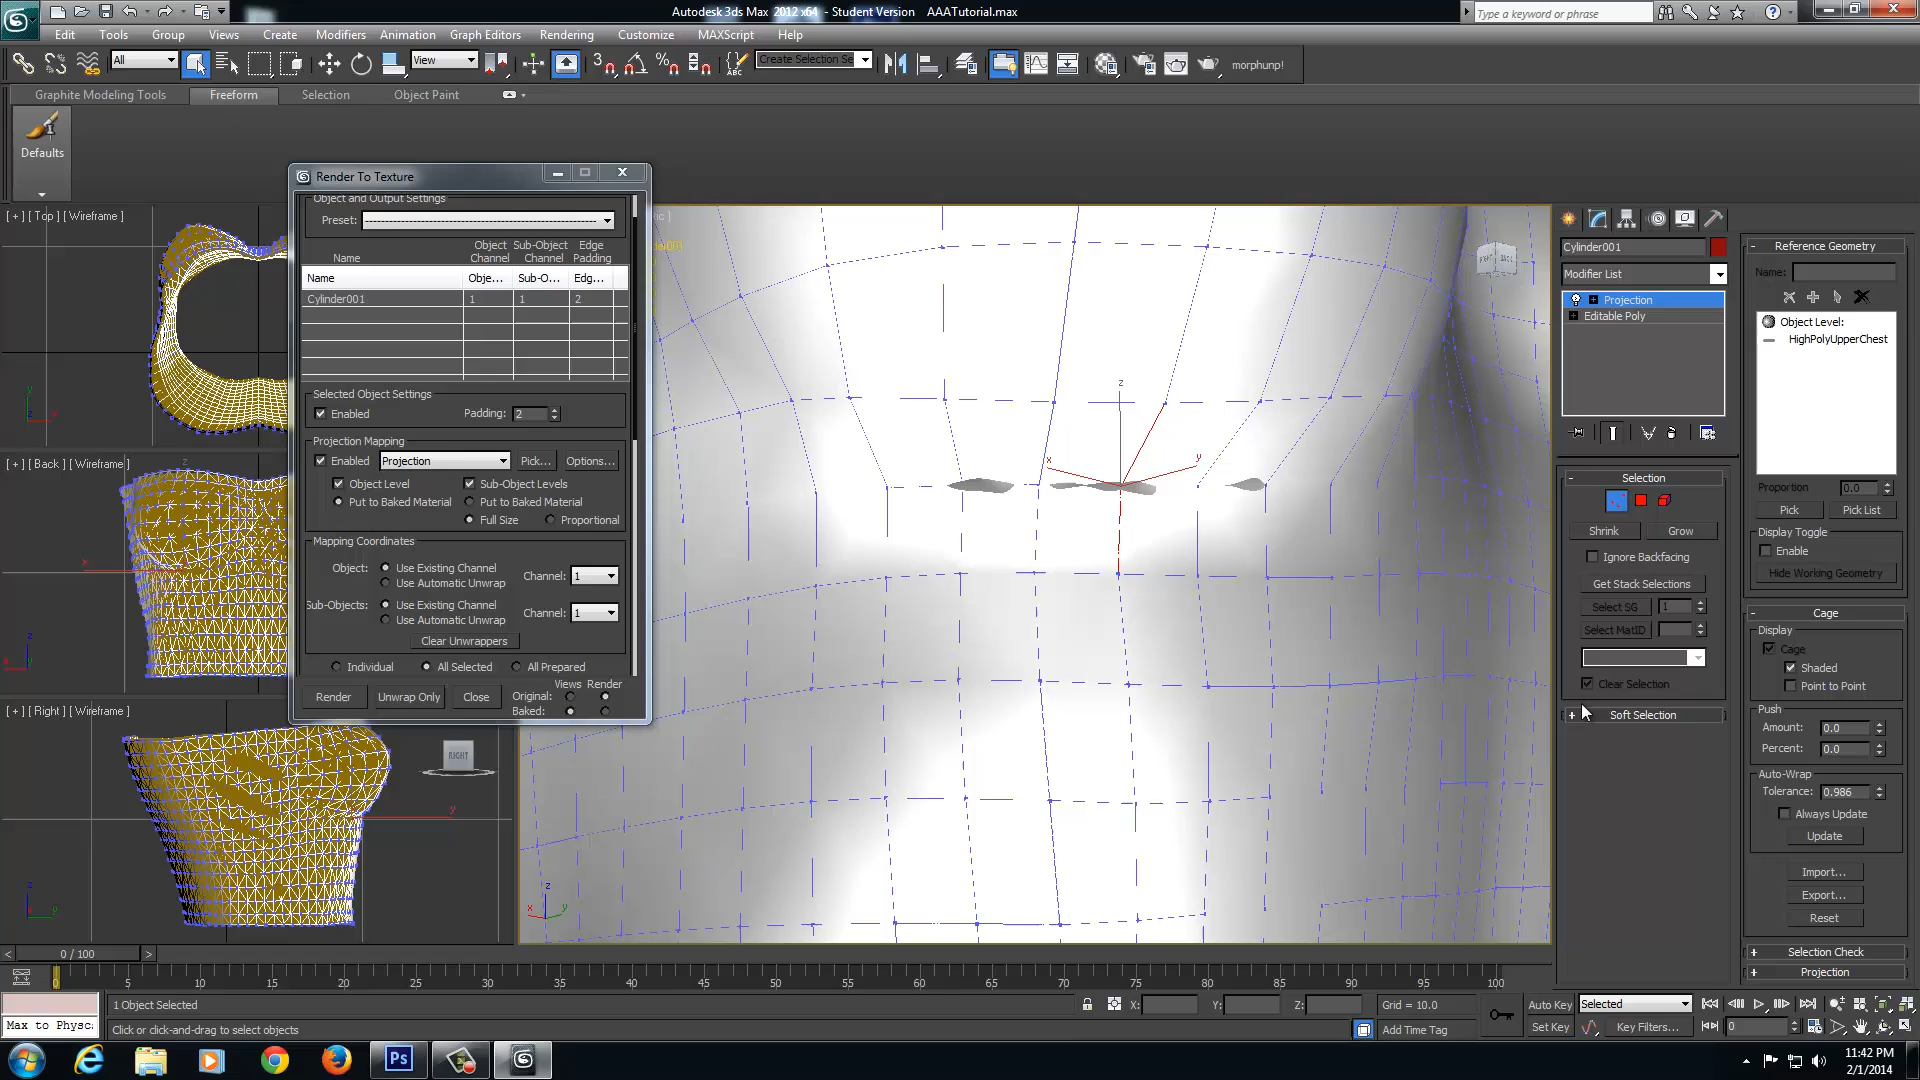 Autodesk 3ds Max 2012 x64 - Student Version AAATutorial.max
Type a keyword or phrase
Edit Tools Group Views Create Modifiers Animation Graph Editors Rendering Customize MAXScript Help
All
View
3
Create Selection Se
morphunp!
Graphite Modeling Tools Freeform Selection Object Paint
Defaults
Render To Texture
Object and Output Settings
Preset:
Object Sub-Object Edge
Name Channel Channel Padding
Name Obje... Sub-O... Edg...
Cylinder001 1 1 2
Selected Object Settings
Enabled Padding: 2
Projection Mapping
Enabled Projection Pick... Options...
Object Level Sub-Object Levels
Put to Baked Material Put to Baked Material
Full Size Proportional
Mapping Coordinates
Object: Use Existing Channel
Use Automatic Unwrap Channel: 1
Sub-Objects: Use Existing Channel
Use Automatic Unwrap Channel: 1
Clear Unwrappers
Individual All Selected All Prepared
Views Render
Render Unwrap Only Close Original:
Baked:
[ + ] [ Top ] [ Wireframe ]
[ + ] [ Back ] [ Wireframe ]
[ + ] [ Right ] [ Wireframe ]
RIGHT
RIGHT BACK
z
x y
Cylinder001
Modifier List
Projection
Editable Poly
Selection
Shrink Grow
Ignore Backfacing
Get Stack Selections
Select SG 1
Select MatID
Clear Selection
Soft Selection
Reference Geometry
Name:
Object Level:
HighPolyUpperChest
Proportion 0.0
Pick Pick List
Display Toggle
Enable
Hide Working Geometry
Cage
Display
Cage
Shaded
Point to Point
Push
Amount: 0.0
Percent: 0.0
Auto-Wrap
Tolerance: 0.986
Always Update
Update
Import...
Export...
Reset
Selection Check
Projection
< 0 / 100 >
0 5 10 15 20 25 30 35 40 45 50 55 60 65 70 75 80 85 90 95 100
1 Object Selected X: Y: Z: Grid = 10.0 Auto Key Selected
Max to Physc:
Click or click-and-drag to select objects Add Time Tag Set Key Key Filters... 0
Ps
11:42 PM
2/1/2014